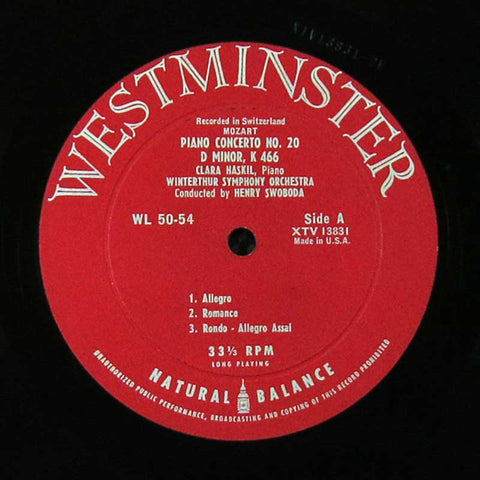 XTV13831-
WESTMINSTER
Recorded in Switzerland
MOZART
PIANO CONCERTO NO. 20
D MINOR, K 466
CLARA HASKIL, Piano
WINTERTHUR SYMPHONY ORCHESTRA
Conducted by HENRY SWOBODA
WL 50-54
Side A
XTV 13831
Made in U.S.A.
1. Allegro
2. Romance
3. Rondo - Allegro Assai
33⅓ RPM
LONG PLAYING
NATURAL BALANCE
UNAUTHORIZED PUBLIC PERFORMANCE, BROADCASTING AND COPYING OF THIS RECORD PROHIBITED